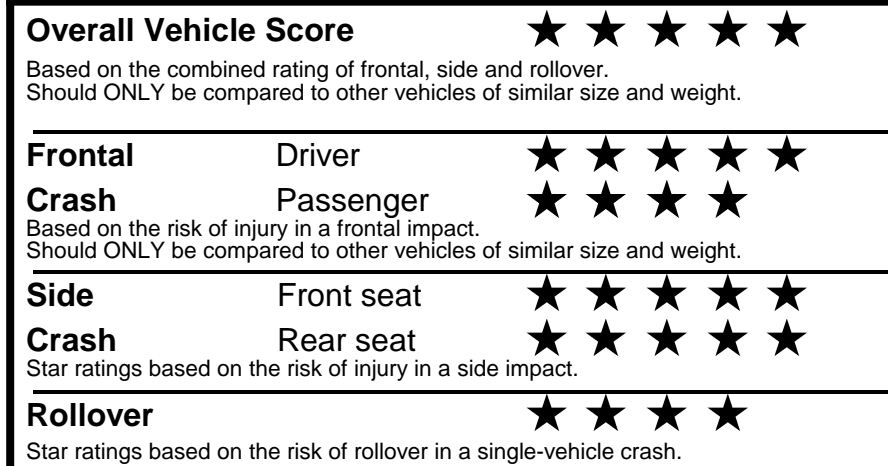 Overall Vehicle Score ★ ★ ★ ★ ★
Based on the combined rating of frontal, side and rollover.
Should ONLY be compared to other vehicles of similar size and weight.
Frontal Driver ★ ★ ★ ★ ★
Crash Passenger ★ ★ ★ ★
Based on the risk of injury in a frontal impact.
Should ONLY be compared to other vehicles of similar size and weight.
Side Front seat ★ ★ ★ ★ ★
Crash Rear seat ★ ★ ★ ★ ★
Star ratings based on the risk of injury in a side impact.
Rollover ★ ★ ★ ★
Star ratings based on the risk of rollover in a single-vehicle crash.